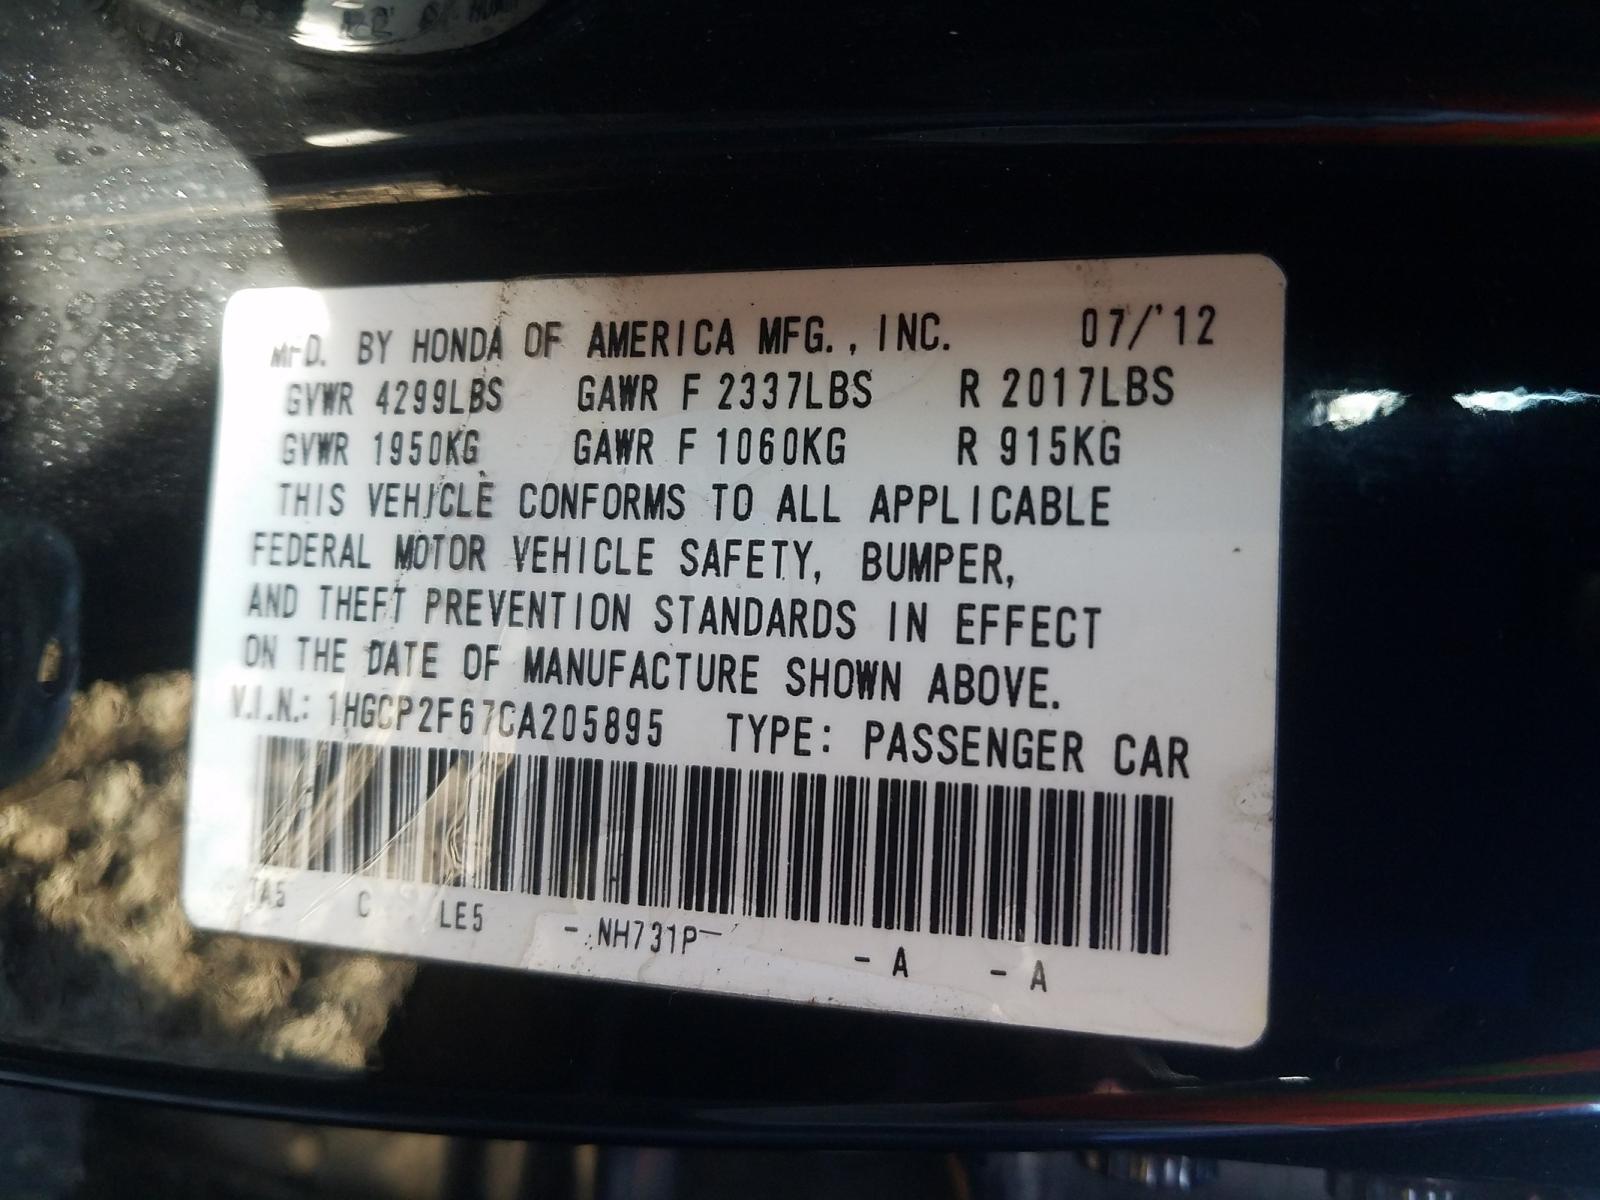 MFD. BY HONDA OF AMERICA MFG., INC. 07/'12
GVWR 4299LBS GAWR F 2337LBS R 2017LBS
GVWR 1950KG GAWR F 1060KG R 915KG
THIS VEHICLE CONFORMS TO ALL APPLICABLE
FEDERAL MOTOR VEHICLE SAFETY, BUMPER,
AND THEFT PREVENTION STANDARDS IN EFFECT
ON THE DATE OF MANUFACTURE SHOWN ABOVE.
V.I.N.: 1HGCP2F67CA205895 TYPE: PASSENGER CAR
TA5 C LE5 - NH731P- - A - A